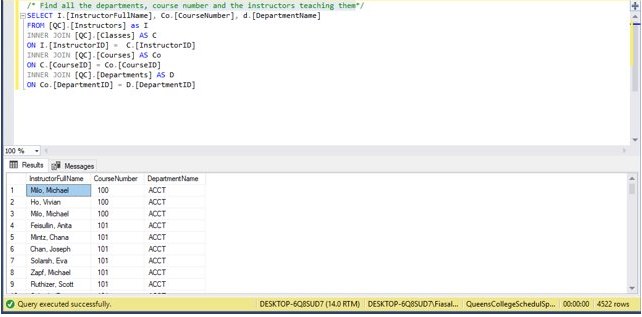 /* Find all the departments, course number and the instructors teaching them*/
SELECT I.[InstructorFullName], Co.[CourseNumber], d.[DepartmentName]
FROM [QC].[Instructors] as I
INNER JOIN [QC].[Classes] AS C
ON I.[InstructorID] = C.[InstructorID]
INNER JOIN [QC].[Courses] AS Co
ON C.[CourseID] = Co.[CourseID]
INNER JOIN [QC].[Departments] AS D
ON Co.[DepartmentID] = D.[DepartmentID]
100 %
Results Messages
InstructorFullName CourseNumber DepartmentName
1 Milo, Michael 100 ACCT
2 Ho, Vivian 100 ACCT
3 Milo, Michael 100 ACCT
4 Feisullin, Anita 101 ACCT
5 Mintz, Chana 101 ACCT
6 Chan, Joseph 101 ACCT
7 Solarsh, Eva 101 ACCT
8 Zapf, Michael 101 ACCT
9 Ruthizer, Scott 101 ACCT
Query executed successfully. DESKTOP-6Q8SUD7 (14.0 RTM) DESKTOP-6Q8SUD7\Fiasal... QueensCollegeSchedulSp... 00:00:00 4522 rows